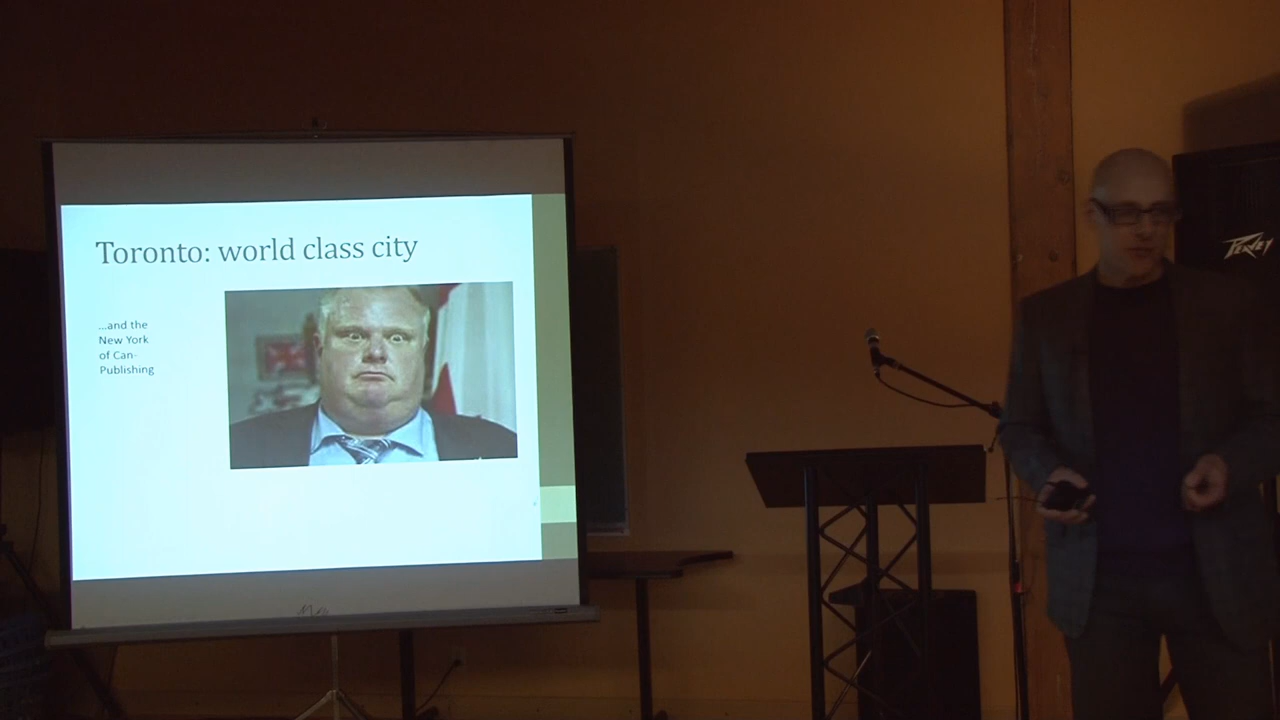 Toronto: world class city
...and the
New York
of Can-
Publishing
PEAVEY